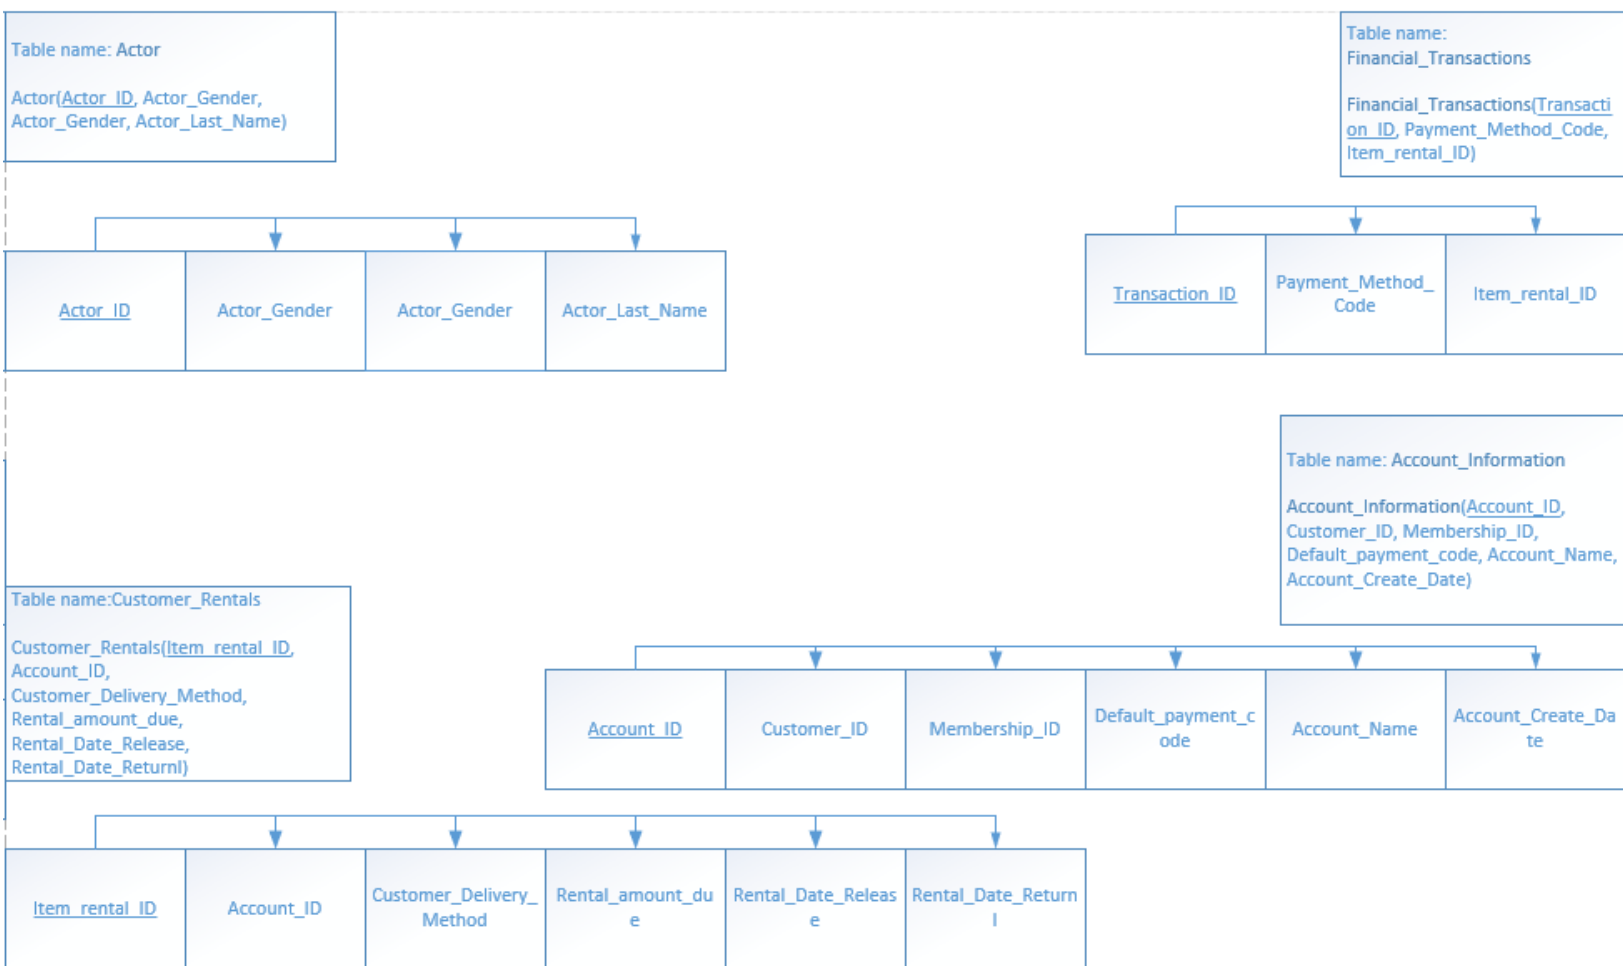 Table name: Actor
Actor(Actor_ID, Actor_Gender,
Actor_Gender, Actor_Last_Name)
Table name:
Financial_Transactions
Financial_Transactions(Transacti
on_ID, Payment_Method_Code,
Item_rental_ID)
Actor_ID
Actor_Gender
Actor_Gender
Actor_Last_Name
Transaction_ID
Payment_Method_
Code
Item_rental_ID
Table name: Account_Information
Account_Information(Account_ID,
Customer_ID, Membership_ID,
Default_payment_code, Account_Name,
Account_Create_Date)
Table name:Customer_Rentals
Customer_Rentals(Item_rental_ID,
Account_ID,
Customer_Delivery_Method,
Rental_amount_due,
Rental_Date_Release,
Rental_Date_Returnl)
Account_ID
Customer_ID
Membership_ID
Default_payment_c
ode
Account_Name
Account_Create_Da
te
Item_rental_ID
Account_ID
Customer_Delivery_
Method
Rental_amount_du
e
Rental_Date_Releas
e
Rental_Date_Return
l